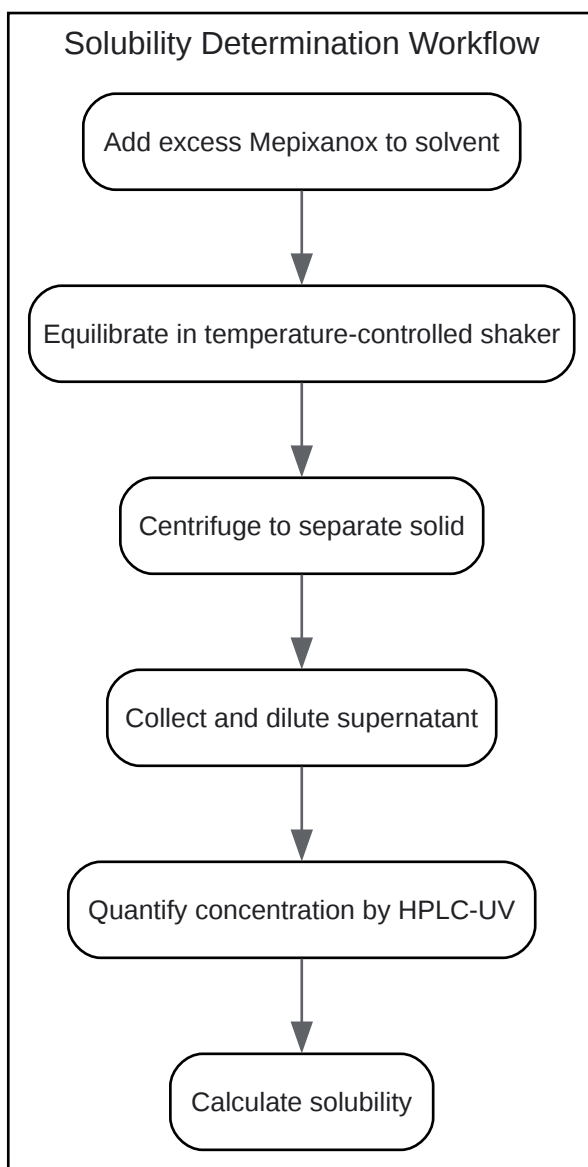 Solubility Determination Workflow
Add excess Mepixanox to solvent
Equilibrate in temperature-controlled shaker
Centrifuge to separate solid
Collect and dilute supernatant
Quantify concentration by HPLC-UV
Calculate solubility